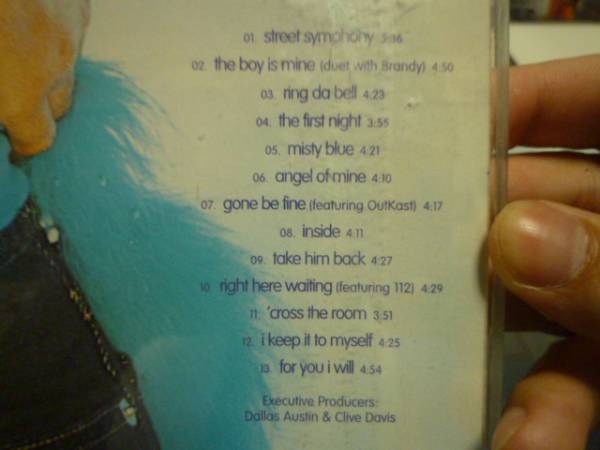 01. street symphony 5:36
02. the boy is mine (duet with Brandy) 4:50
03. ring da bell 4:23
04. the first night 3:55
05. misty blue 4:21
06. angel of mine 4:10
07. gone be fine (featuring OutKast) 4:17
08. inside 4:11
09. take him back 4:27
10. right here waiting (featuring 112) 4:29
11. 'cross the room 3:51
12. i keep it to myself 4:25
13. for you i will 4:54
Executive Producers:
Dallas Austin & Clive Davis